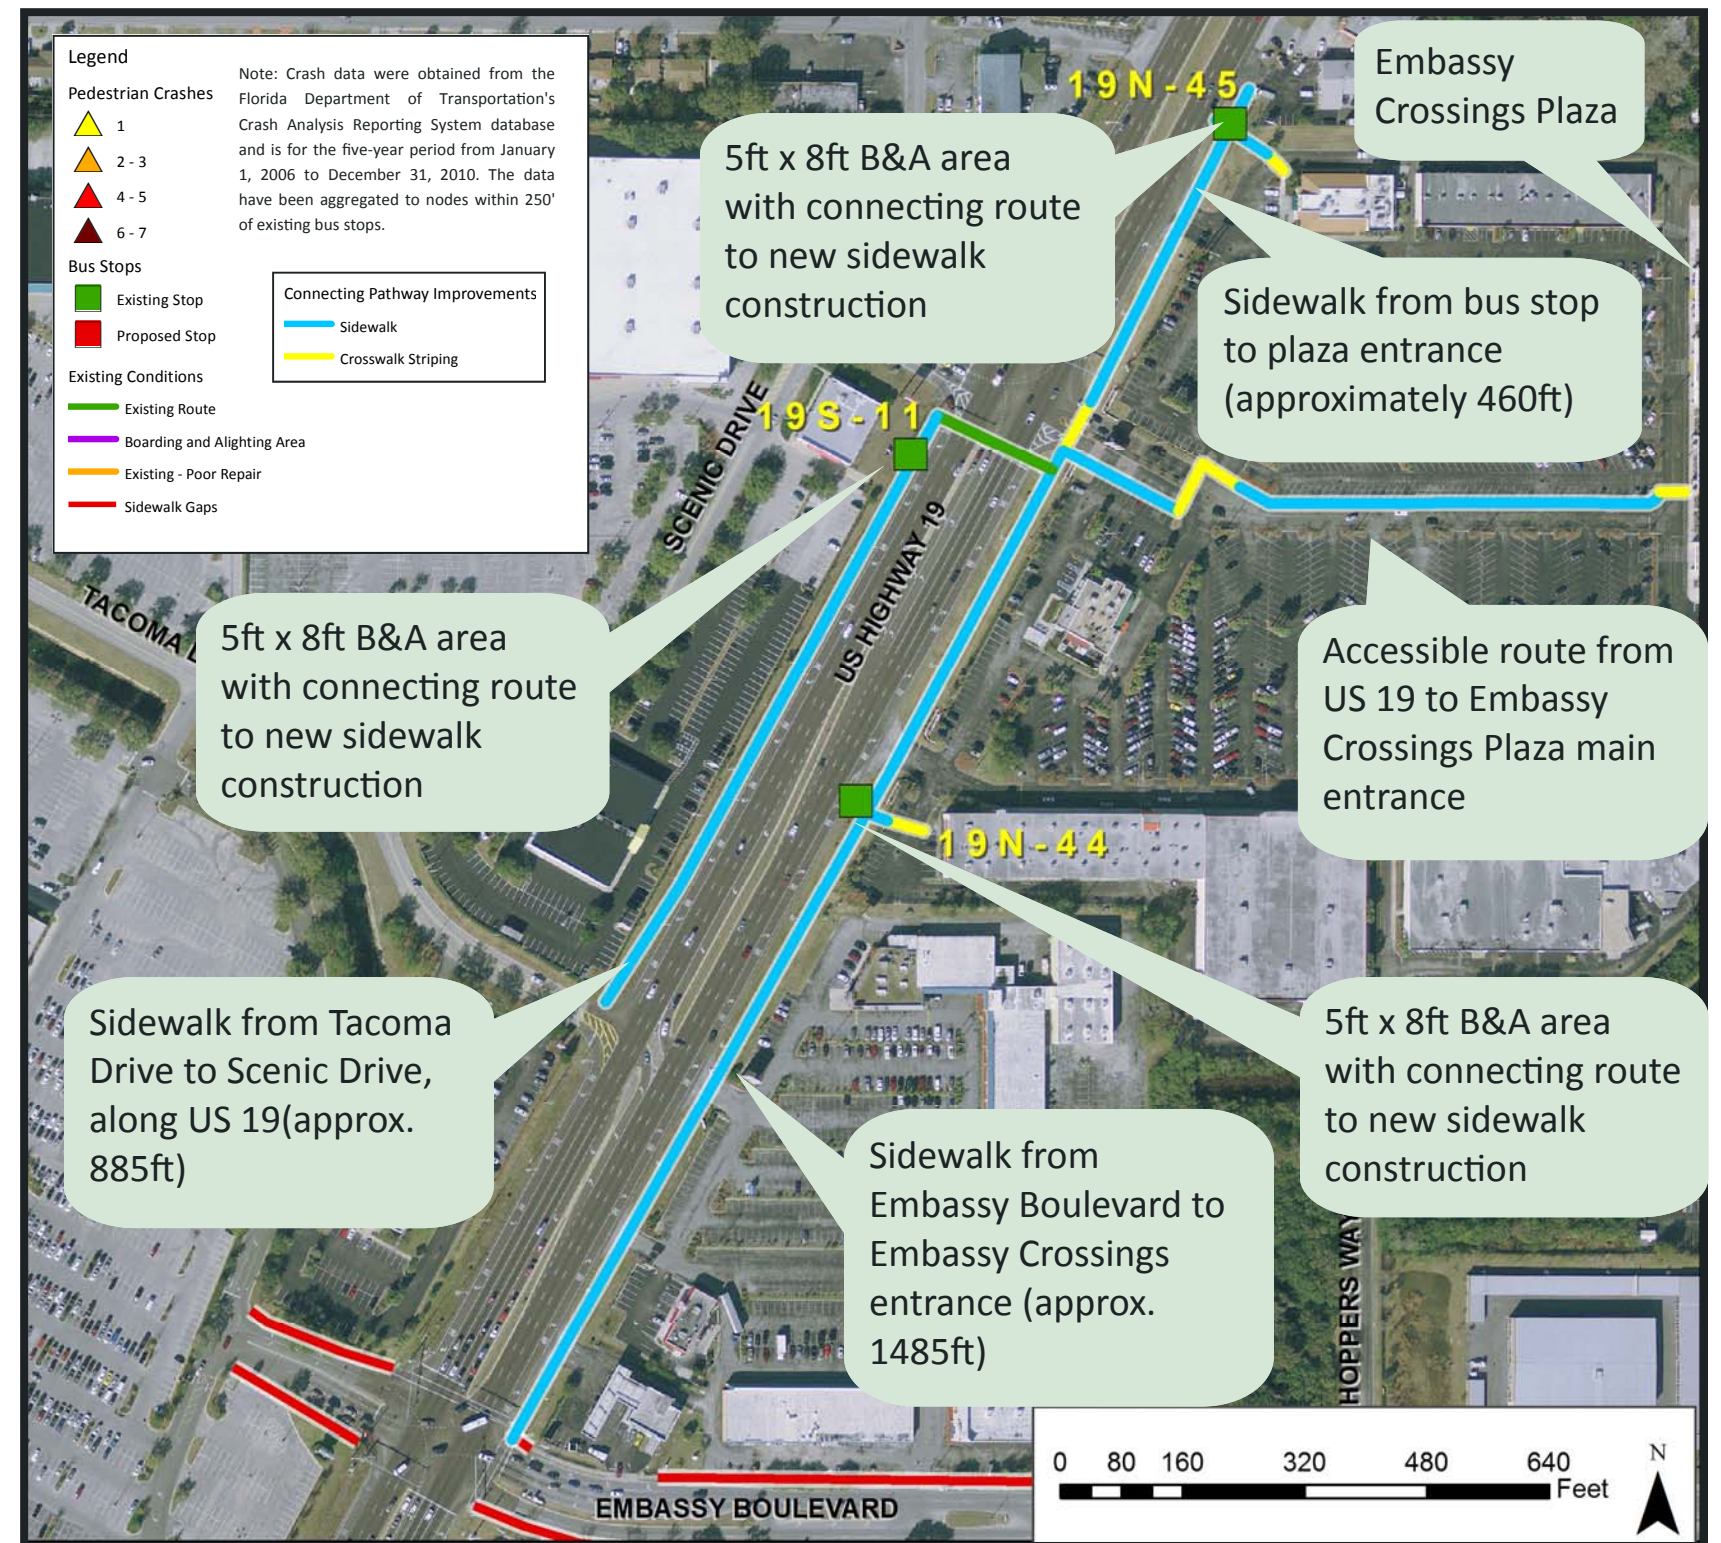 Legend
Pedestrian Crashes
1
2 - 3
4 - 5
6 - 7
Bus Stops
Existing Stop
Proposed Stop
Existing Conditions
Existing Route
Boarding and Alighting Area
Existing - Poor Repair
Sidewalk Gaps
Note: Crash data were obtained from the
Florida Department of Transportation's
Crash Analysis Reporting System database
and is for the five-year period from January
1, 2006 to December 31, 2010. The data
have been aggregated to nodes within 250'
of existing bus stops.
Connecting Pathway Improvements
Sidewalk
Crosswalk Striping
19N-45
Embassy
Crossings Plaza
5ft x 8ft B&A area
with connecting route
to new sidewalk
construction
Sidewalk from bus stop
to plaza entrance
(approximately 460ft)
19S-11
SCENIC DRIVE
US HIGHWAY 19
TACOMA
5ft x 8ft B&A area
with connecting route
to new sidewalk
construction
Accessible route from
US 19 to Embassy
Crossings Plaza main
entrance
19N-44
Sidewalk from Tacoma
Drive to Scenic Drive,
along US 19(approx.
885ft)
5ft x 8ft B&A area
with connecting route
to new sidewalk
construction
Sidewalk from
Embassy Boulevard to
Embassy Crossings
entrance (approx.
1485ft)
HOPPERS WAY
EMBASSY BOULEVARD
0 80 160 320 480 640
Feet
N